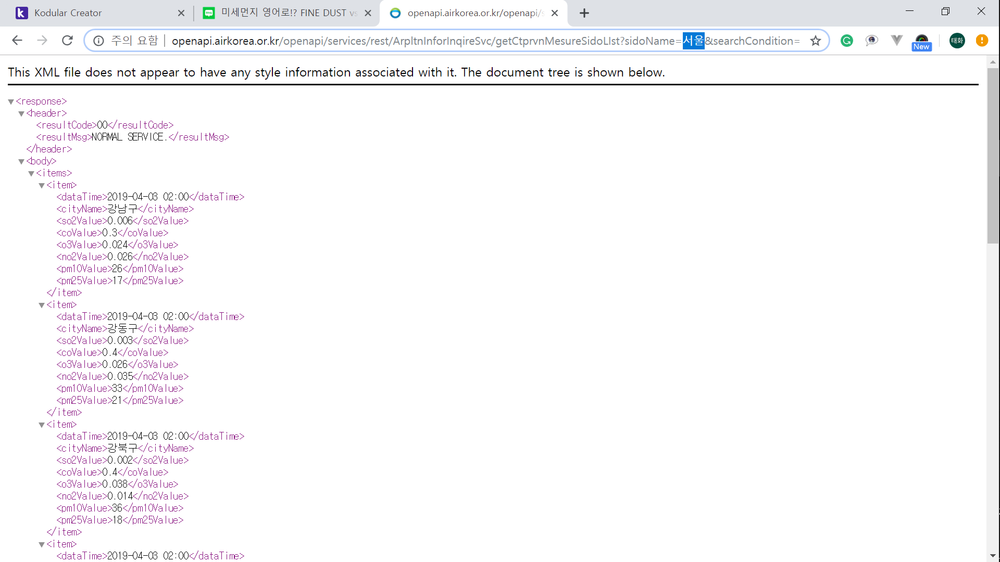 Kodular Creator
미세먼지 영어로!? FINE DUST vs
openapi.airkorea.or.kr/openapi/s
주의 요함
openapi.airkorea.or.kr/openapi/services/rest/ArpltnInforInqireSvc/getCtprvnMesureSidoLIst?sidoName=서울&searchCondition=
New
태화
This XML file does not appear to have any style information associated with it. The document tree is shown below.
<response>
<header>
<resultCode>00</resultCode>
<resultMsg>NORMAL SERVICE.</resultMsg>
</header>
<body>
<items>
<item>
<dataTime>2019-04-03 02:00</dataTime>
<cityName>강남구</cityName>
<so2Value>0.006</so2Value>
<coValue>0.3</coValue>
<o3Value>0.024</o3Value>
<no2Value>0.026</no2Value>
<pm10Value>26</pm10Value>
<pm25Value>17</pm25Value>
</item>
<item>
<dataTime>2019-04-03 02:00</dataTime>
<cityName>강동구</cityName>
<so2Value>0.003</so2Value>
<coValue>0.4</coValue>
<o3Value>0.026</o3Value>
<no2Value>0.035</no2Value>
<pm10Value>33</pm10Value>
<pm25Value>21</pm25Value>
</item>
<item>
<dataTime>2019-04-03 02:00</dataTime>
<cityName>강북구</cityName>
<so2Value>0.002</so2Value>
<coValue>0.4</coValue>
<o3Value>0.038</o3Value>
<no2Value>0.014</no2Value>
<pm10Value>36</pm10Value>
<pm25Value>18</pm25Value>
</item>
<item>
<dataTime>2019-04-03 02:00</dataTime>